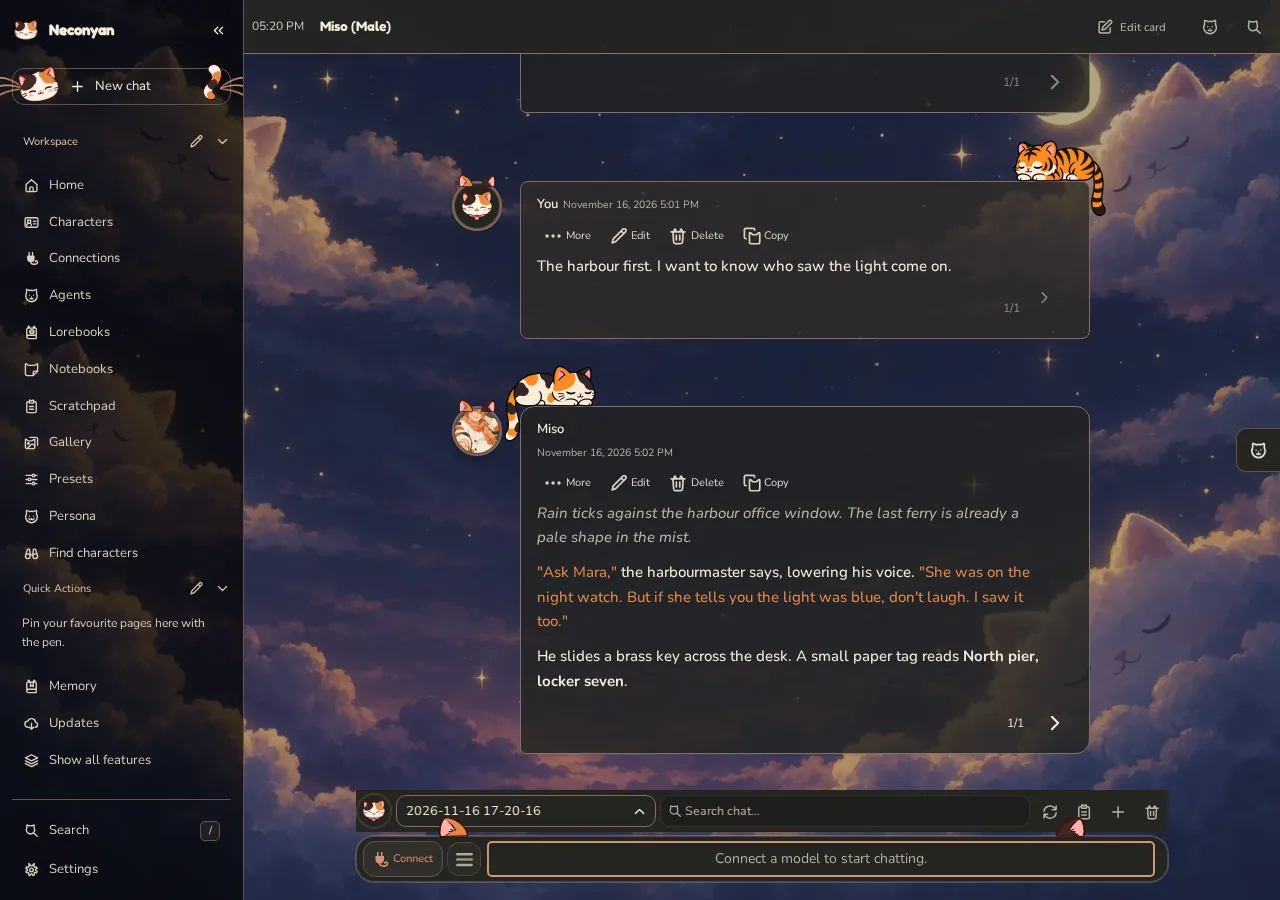 Neconyan
New chat
Workspace
Home
Characters
Connections
Agents
Lorebooks
Notebooks
Scratchpad
Gallery
Presets
Persona
Find characters
Quick Actions
Pin your favourite pages here with
the pen.
Memory
Updates
Show all features
Search /
Settings
05:20 PM Miso (Male) Edit card
1/1
You November 16, 2026 5:01 PM
More Edit Delete Copy
The harbour first. I want to know who saw the light come on.
1/1
Miso
November 16, 2026 5:02 PM
More Edit Delete Copy
Rain ticks against the harbour office window. The last ferry is already a
pale shape in the mist.
"Ask Mara," the harbourmaster says, lowering his voice. "She was on the
night watch. But if she tells you the light was blue, don't laugh. I saw it
too."
He slides a brass key across the desk. A small paper tag reads North pier,
locker seven.
1/1
2026-11-16 17-20-16 Search chat...
Connect Connect a model to start chatting.